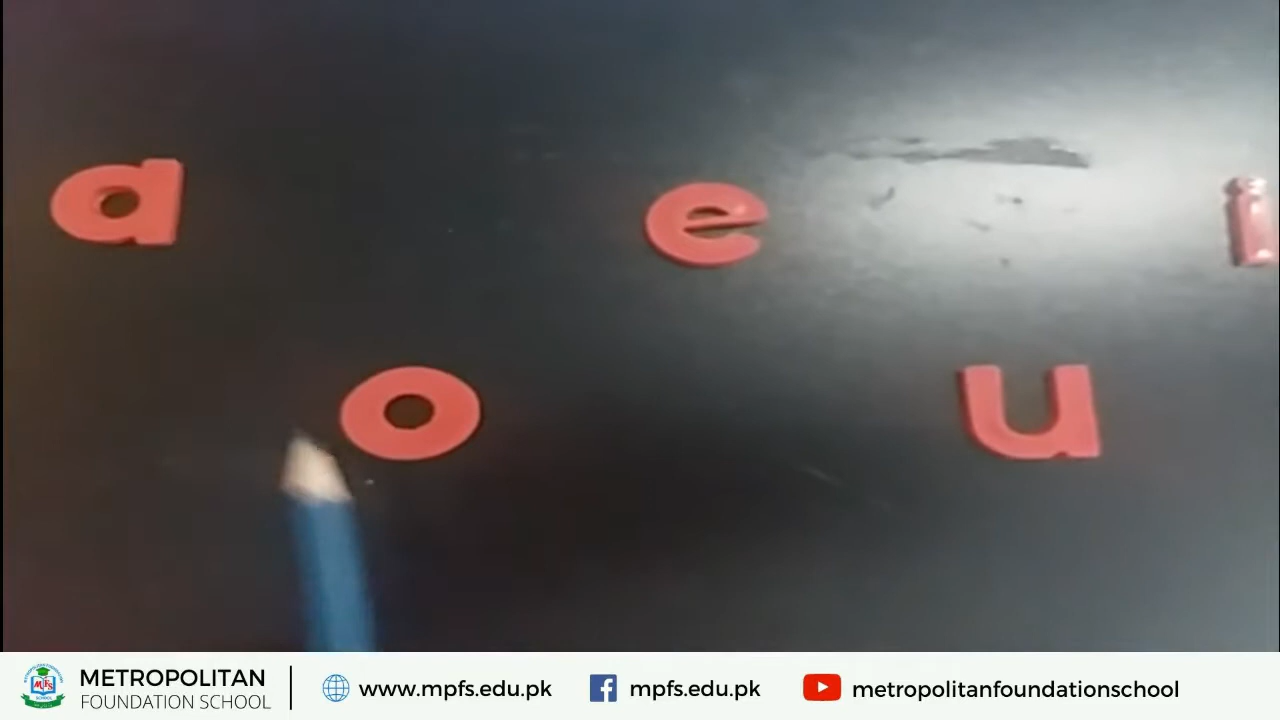 a e i
o u
METROPOLITAN
FOUNDATION SCHOOL
www.mpfs.edu.pk
mpfs.edu.pk
metropolitanfoundationschool